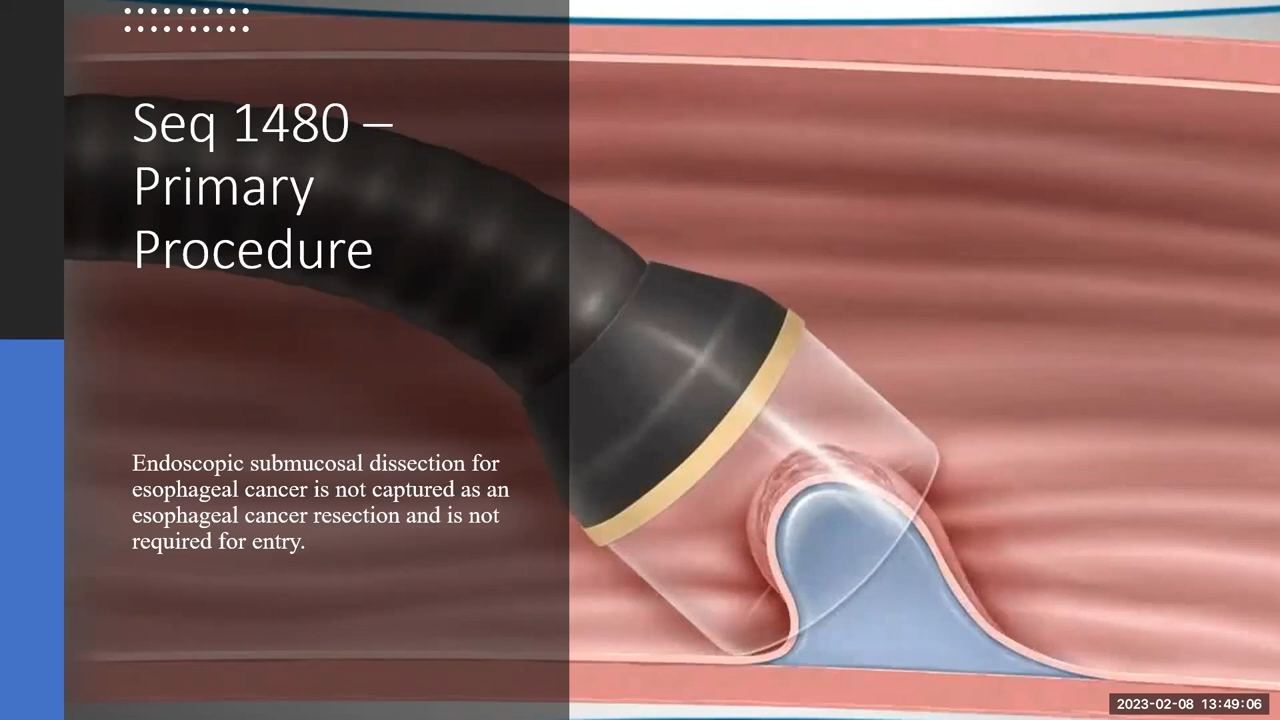 Seq 1480 –
Primary
Procedure
Endoscopic submucosal dissection for
esophageal cancer is not captured as an
esophageal cancer resection and is not
required for entry.
2023-02-08 13:49:06